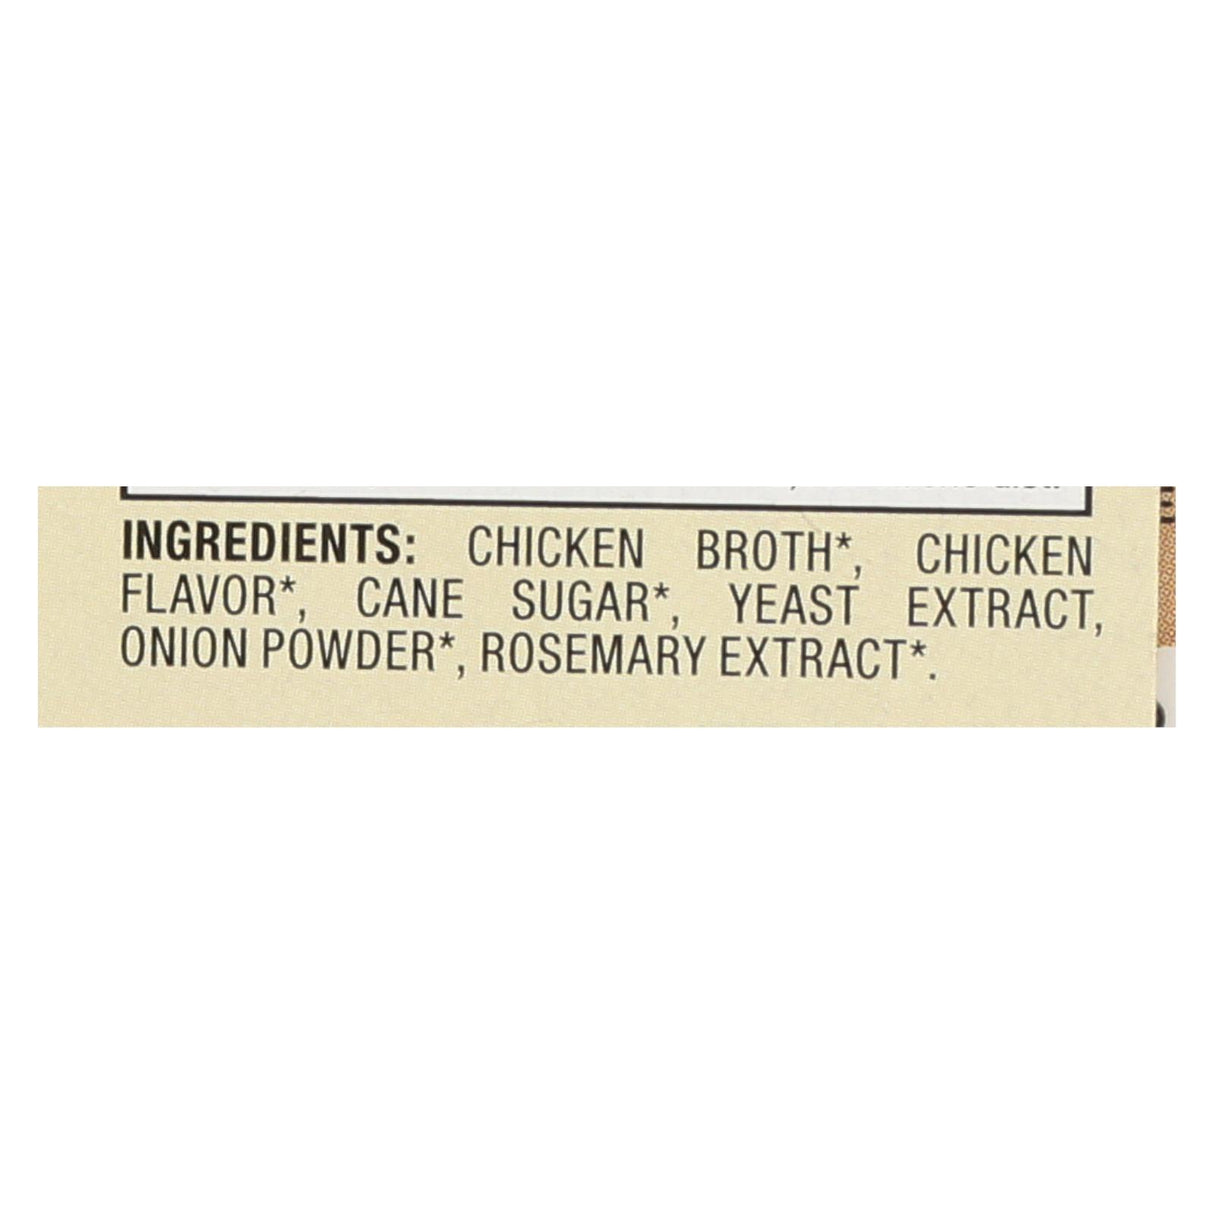 INGREDIENTS: CHICKEN BROTH*, CHICKEN
FLAVOR*, CANE SUGAR*, YEAST EXTRACT,
ONION POWDER*, ROSEMARY EXTRACT*.